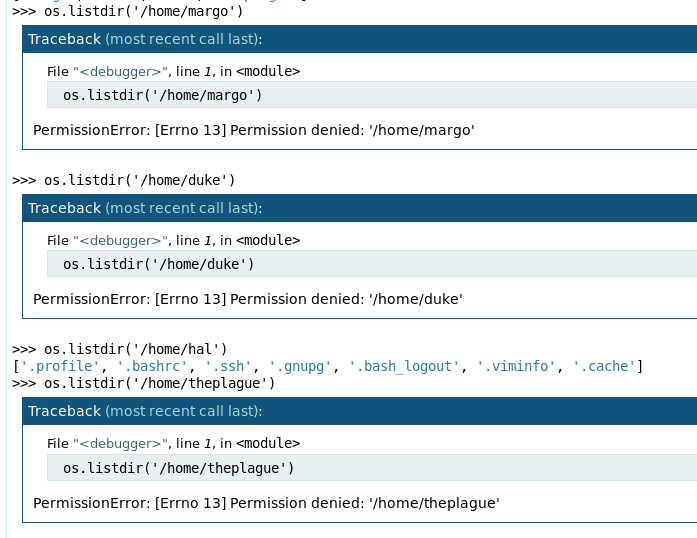 >>> os.listdir('/home/margo')
Traceback (most recent call last):
File "<debugger>", line 1, in <module>
os.listdir('/home/margo')
PermissionError: [Errno 13] Permission denied: '/home/margo'
>>> os.listdir('/home/duke')
Traceback (most recent call last):
File "<debugger>", line 1, in <module>
os.listdir('/home/duke')
PermissionError: [Errno 13] Permission denied: '/home/duke'
>>> os.listdir('/home/hal')
['.profile', '.bashrc', '.ssh', '.gnupg', '.bash_logout', '.viminfo', '.cache']
>>> os.listdir('/home/theplague')
Traceback (most recent call last):
File "<debugger>", line 1, in <module>
os.listdir('/home/theplague')
PermissionError: [Errno 13] Permission denied: '/home/theplague'